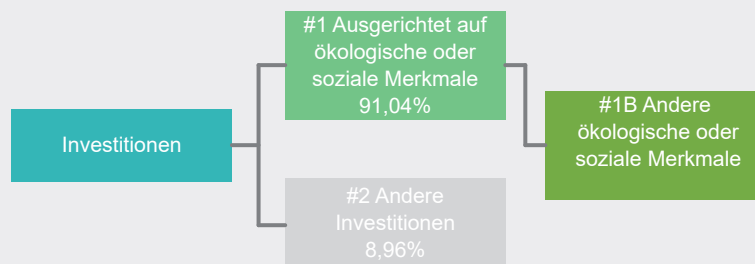 #1 Ausgerichtet auf
ökologische oder
soziale Merkmale
91,04%
Investitionen
#1B Andere
ökologische oder
soziale Merkmale
#2 Andere
Investitionen
8,96%